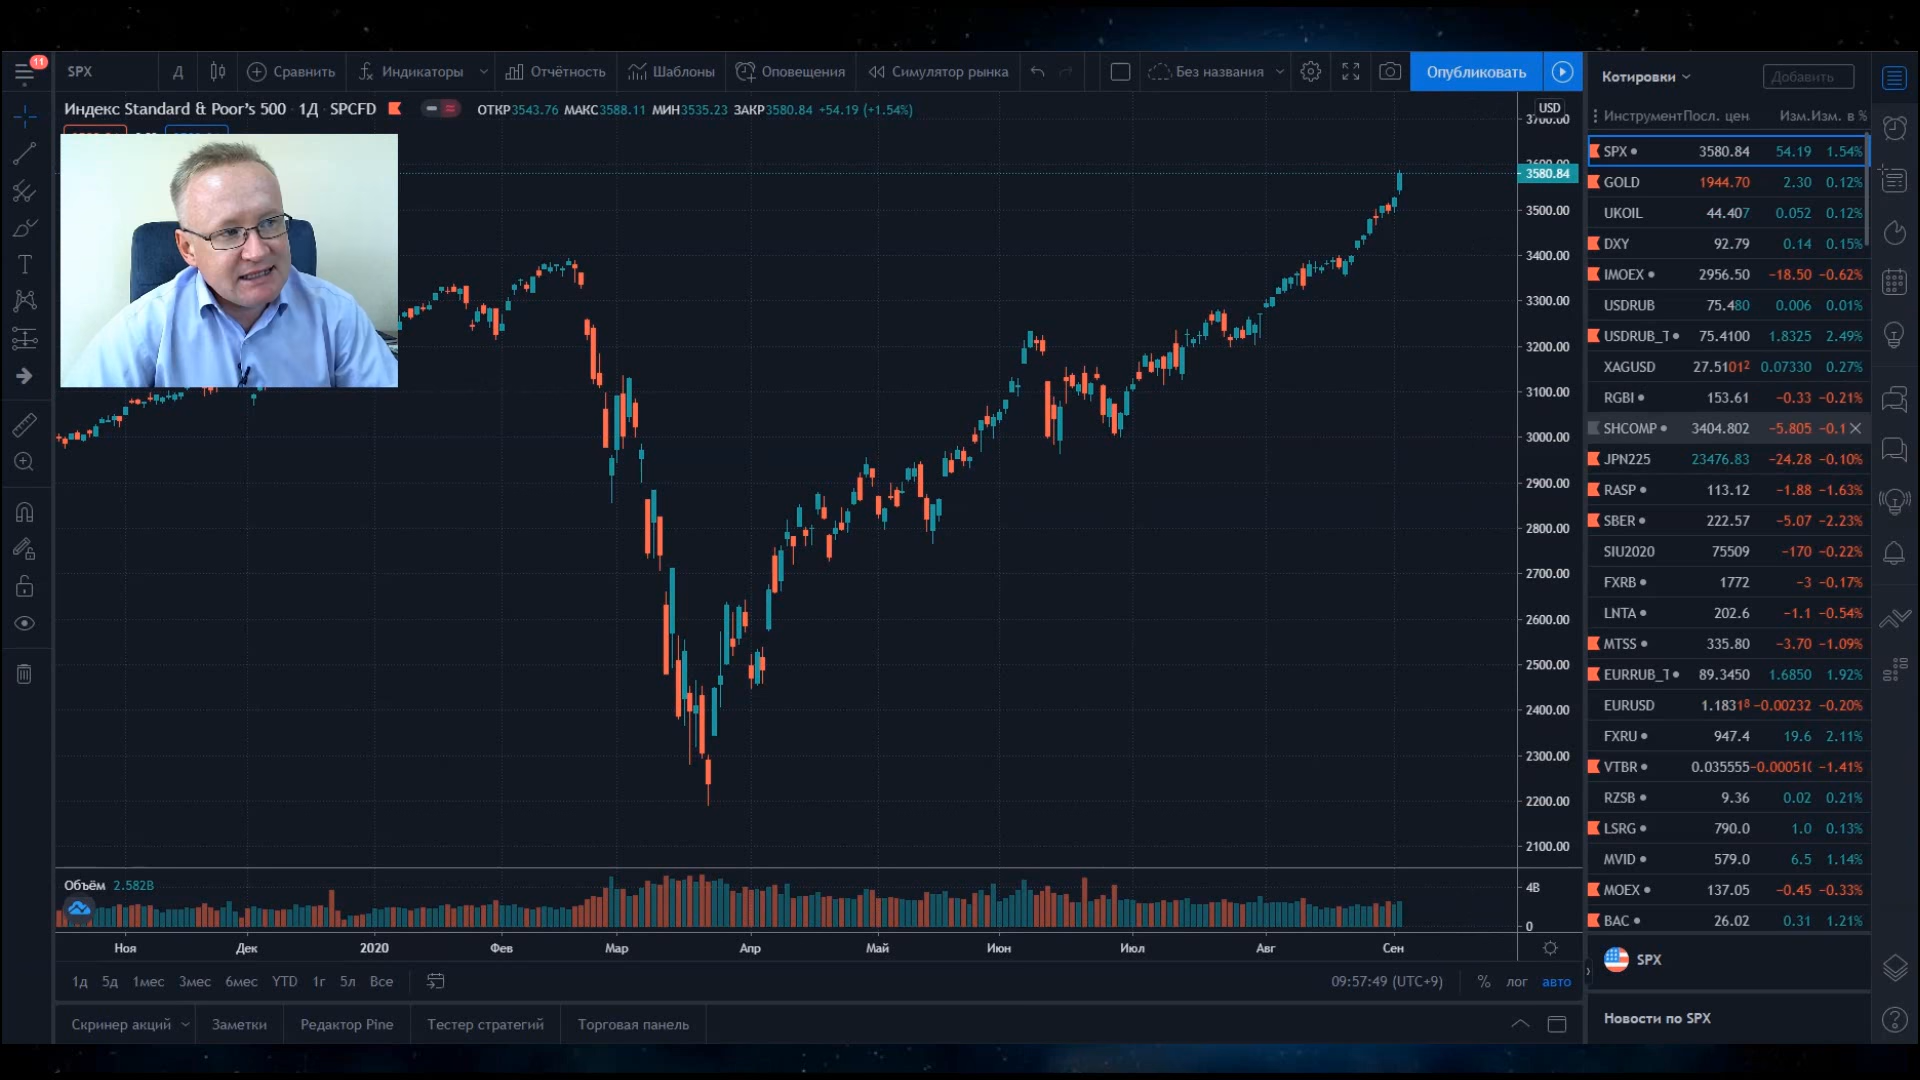 11
SPX
Д
Сравнить
Индикаторы
Отчётность
Шаблоны
Оповещения
Симулятор рынка
Без названия
Опубликовать
Индекс Standard & Poor's 500 1Д SPCFD
ОТКР3543.76 МАКС3588.11 МИН3535.23 ЗАКР3580.84 +54.19 (+1.54%)
USD
3700.00
3600.00
3580.84
3500.00
3400.00
3300.00
3200.00
3100.00
3000.00
2900.00
2800.00
2700.00
2600.00
2500.00
2400.00
2300.00
2200.00
2100.00
Объём 2.582B
4B
0
Ноя Дек 2020 Фев Мар Апр Май Июн Июл Авг Сен
1д 5д 1мес 3мес 6мес YTD 1г 5л Все
09:57:49 (UTC+9)
% лог авто
Скринер акций
Заметки
Редактор Pine
Тестер стратегий
Торговая панель
Котировки
Добавить
Инструмент Посл. цен Изм. Изм. в %
SPX 3580.84 54.19 1.54%
GOLD 1944.70 2.30 0.12%
UKOIL 44.407 0.052 0.12%
DXY 92.79 0.14 0.15%
IMOEX 2956.50 −18.50 −0.62%
USDRUB 75.480 0.006 0.01%
USDRUB_T 75.4100 1.8325 2.49%
XAGUSD 27.51012 0.07330 0.27%
RGBI 153.61 −0.33 −0.21%
SHCOMP 3404.802 −5.805 −0.1
JPN225 23476.83 −24.28 −0.10%
RASP 113.12 −1.88 −1.63%
SBER 222.57 −5.07 −2.23%
SIU2020 75509 −170 −0.22%
FXRB 1772 −3 −0.17%
LNTA 202.6 −1.1 −0.54%
MTSS 335.80 −3.70 −1.09%
EURRUB_T 89.3450 1.6850 1.92%
EURUSD 1.18318 −0.00232 −0.20%
FXRU 947.4 19.6 2.11%
VTBR 0.035555 −0.000510 −1.41%
RZSB 9.36 0.02 0.21%
LSRG 790.0 1.0 0.13%
MVID 579.0 6.5 1.14%
MOEX 137.05 −0.45 −0.33%
BAC 26.02 0.31 1.21%
SPX
Новости по SPX